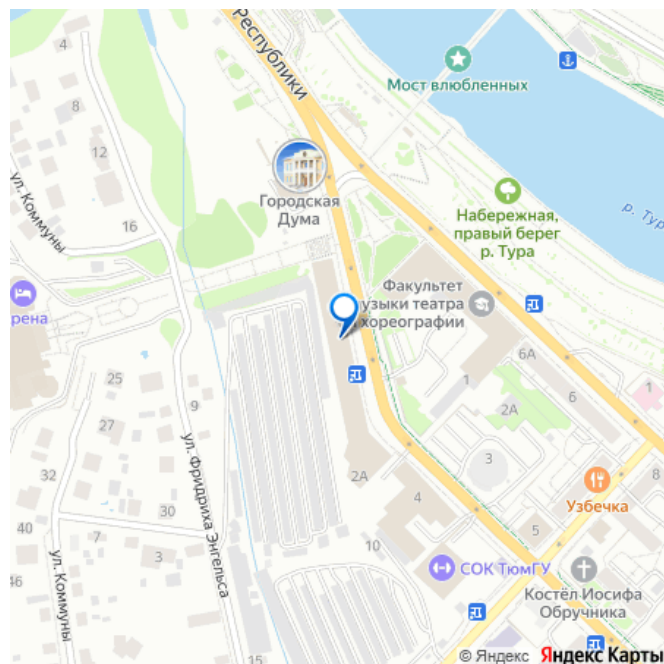 Республики
4
Мост влюбленных
8
12
Городская
Дума
ул. Коммуны
16
Набережная,
правый берег
р. Тура
р. Тур
Факультет
узыки театра
хореографии
рена
25
9
1
6А
6
2А
1
27
3
32
2А
4
8
Узбечка
ул. Фридриха Энгельса
30
5
40
7
10
3
СОК ТюмГУ
46
ул. Коммуны
Костёл Иосифа
Обручника
15
© Яндекс Яндекс Карты